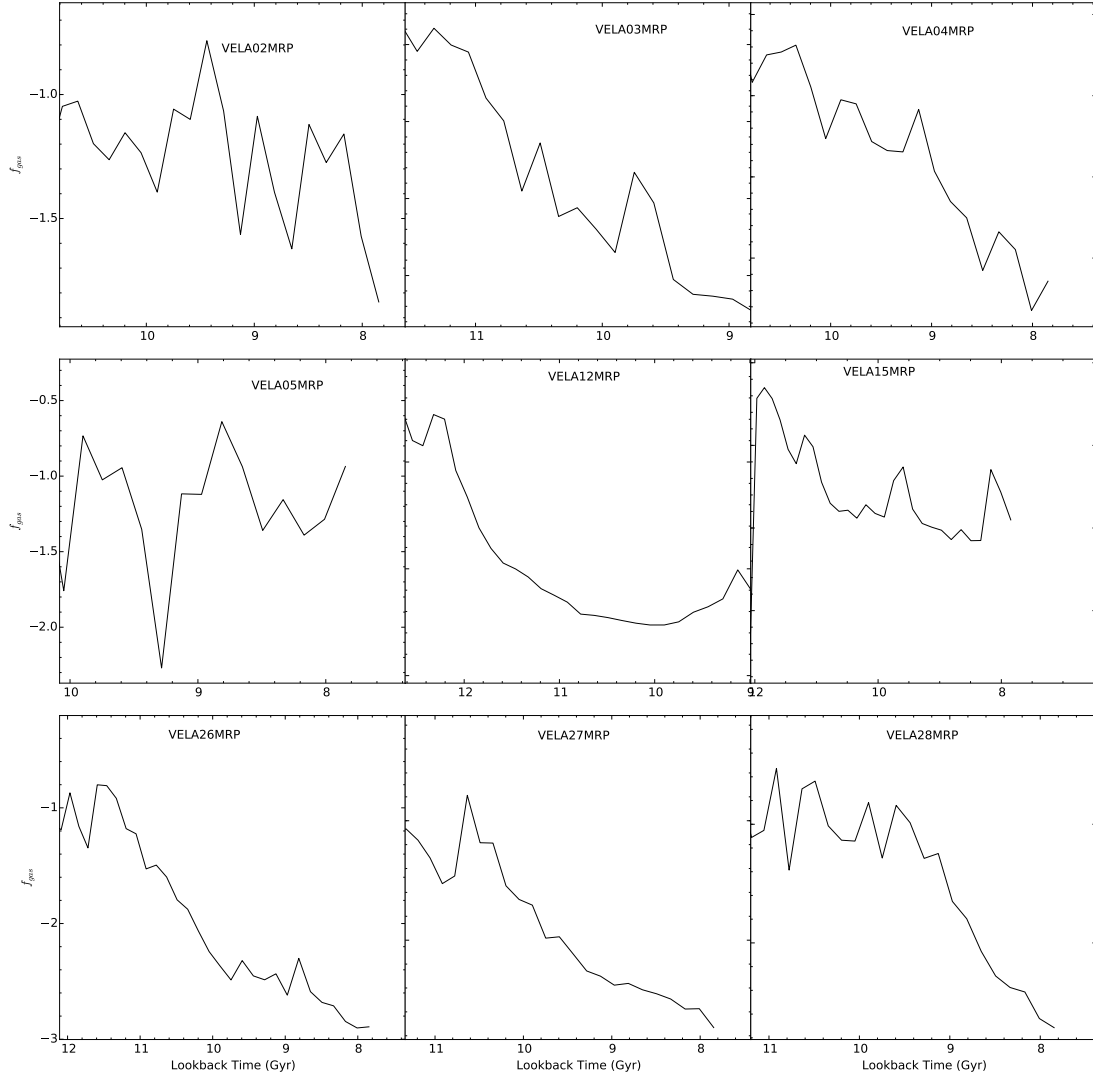 VELA02MRP
VELA03MRP
VELA04MRP
−1.0
−1.5
f_gas
10 9 8
11 10 9
10 9 8
VELA05MRP
VELA12MRP
VELA15MRP
−0.5
−1.0
−1.5
−2.0
f_gas
10 9 8
12 11 10 9
12 10 8
VELA26MRP
VELA27MRP
VELA28MRP
−1
−2
−3
f_gas
12 11 10 9 8
11 10 9 8
11 10 9 8
Lookback Time (Gyr)
Lookback Time (Gyr)
Lookback Time (Gyr)